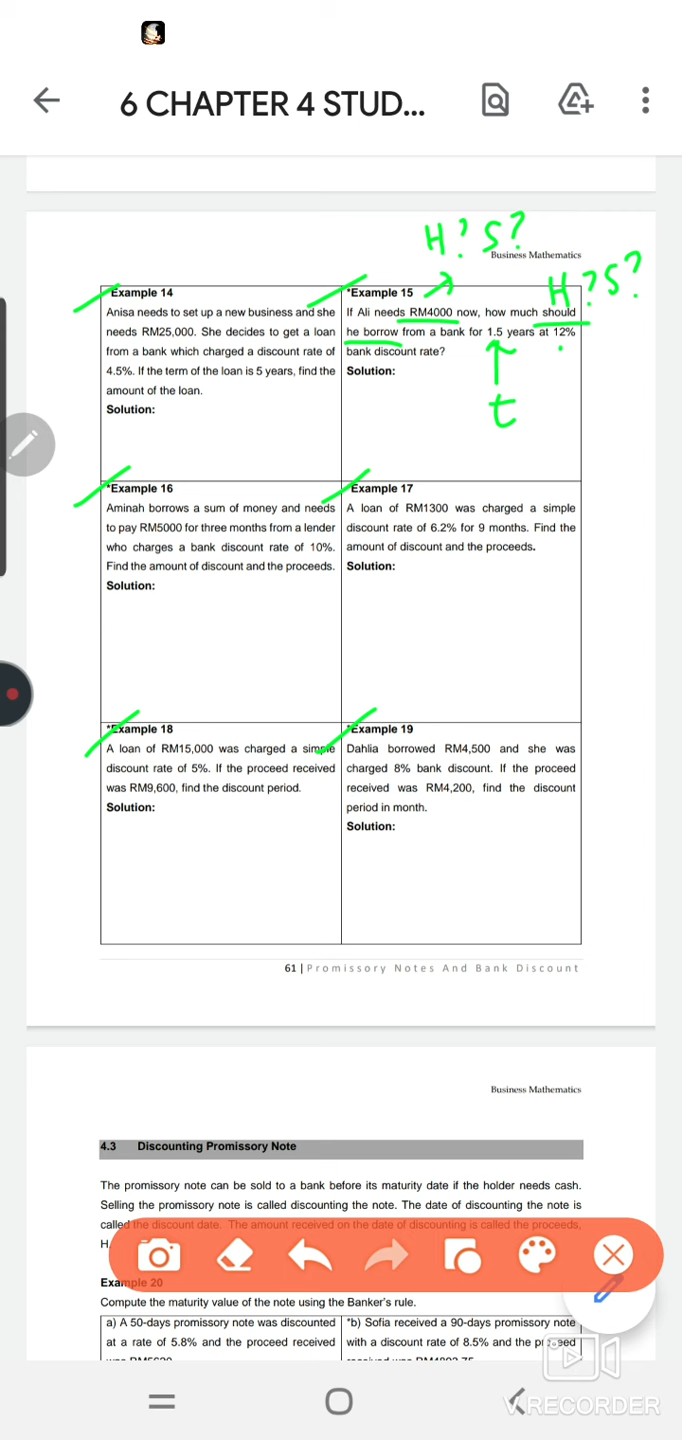 6 CHAPTER 4 STUD...
H? S?
Business Mathematics
H?S?
Example 14
Anisa needs to set up a new business and she
needs RM25,000. She decides to get a loan
from a bank which charged a discount rate of
4.5%. If the term of the loan is 5 years, find the
amount of the loan.
Solution:
*Example 15
If Ali needs RM4000 now, how much should
he borrow from a bank for 1.5 years at 12%
bank discount rate?
Solution:
t
*Example 16
Aminah borrows a sum of money and needs
to pay RM5000 for three months from a lender
who charges a bank discount rate of 10%.
Find the amount of discount and the proceeds.
Solution:
Example 17
A loan of RM1300 was charged a simple
discount rate of 6.2% for 9 months. Find the
amount of discount and the proceeds.
Solution:
*Example 18
A loan of RM15,000 was charged a simple
discount rate of 5%. If the proceed received
was RM9,600, find the discount period.
Solution:
*Example 19
Dahlia borrowed RM4,500 and she was
charged 8% bank discount. If the proceed
received was RM4,200, find the discount
period in month.
Solution:
61 | Promissory Notes And Bank Discount
Business Mathematics
4.3 Discounting Promissory Note
The promissory note can be sold to a bank before its maturity date if the holder needs cash.
Selling the promissory note is called discounting the note. The date of discounting the note is
called the discount date. The amount received on the date of discounting is called the proceeds,
H
Example 20
Compute the maturity value of the note using the Banker's rule.
a) A 50-days promissory note was discounted
at a rate of 5.8% and the proceed received
*b) Sofia received a 90-days promissory note
with a discount rate of 8.5% and the proceed
V RECORDER